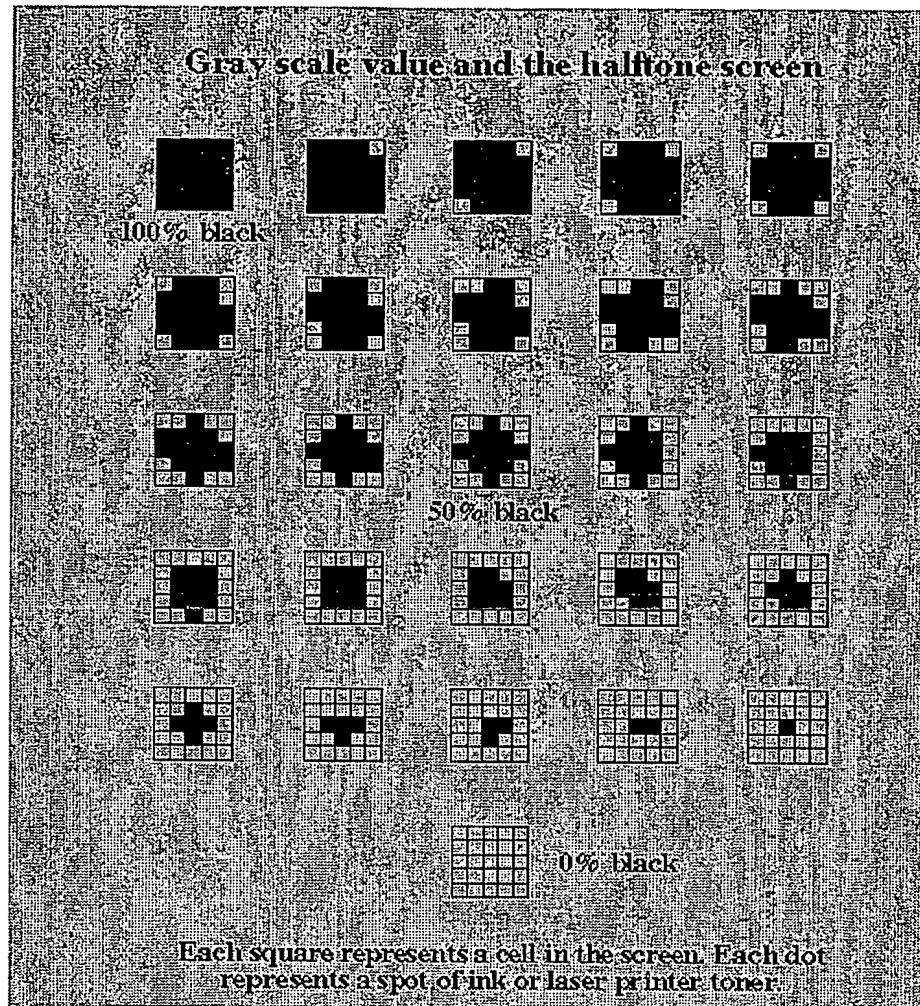 Gray scale value and the halftone screen
100% black
50% black
0% black
Each square represents a cell in the screen. Each dot
represents a spot of ink or laser printer toner.